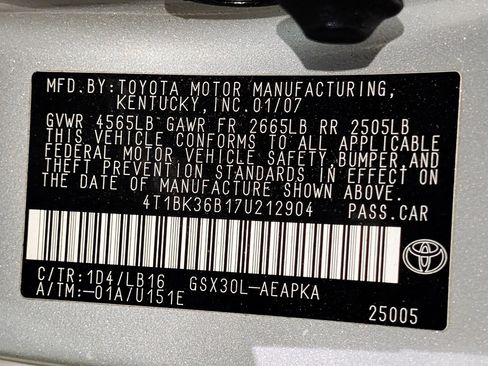 MFD.BY:TOYOTA MOTOR MANUFACTURING,
KENTUCKY,INC.01/07
GVWR 4565LB GAWR FR 2665LB RR 2505LB
THIS VEHICLE CONFORMS TO ALL APPLICABLE
FEDERAL MOTOR VEHICLE SAFETY,BUMPER,AND
THEFT PREVENTION STANDARDS IN EFFECT
ON THE DATE OF MANUFACTURE SHOWN ABOVE.
4T1BK36B17U212904 PASS.CAR
C/TR:1D4/LB16 GSX30L-AEAPKA
A/TM:-01A/U151E
25005